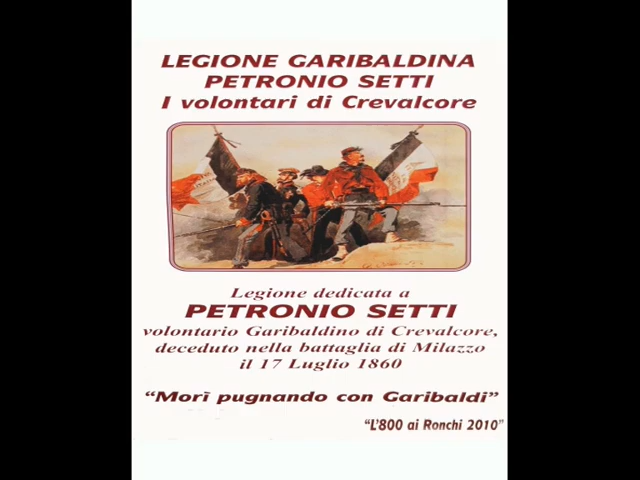 LEGIONE GARIBALDINA
PETRONIO SETTI
I volontari di Crevalcore
Legione dedicata a
PETRONIO SETTI
volontario Garibaldino di Crevalcore,
deceduto nella battaglia di Milazzo
il 17 Luglio 1860
“Morì pugnando con Garibaldi”
“L'800 ai Ronchi 2010”